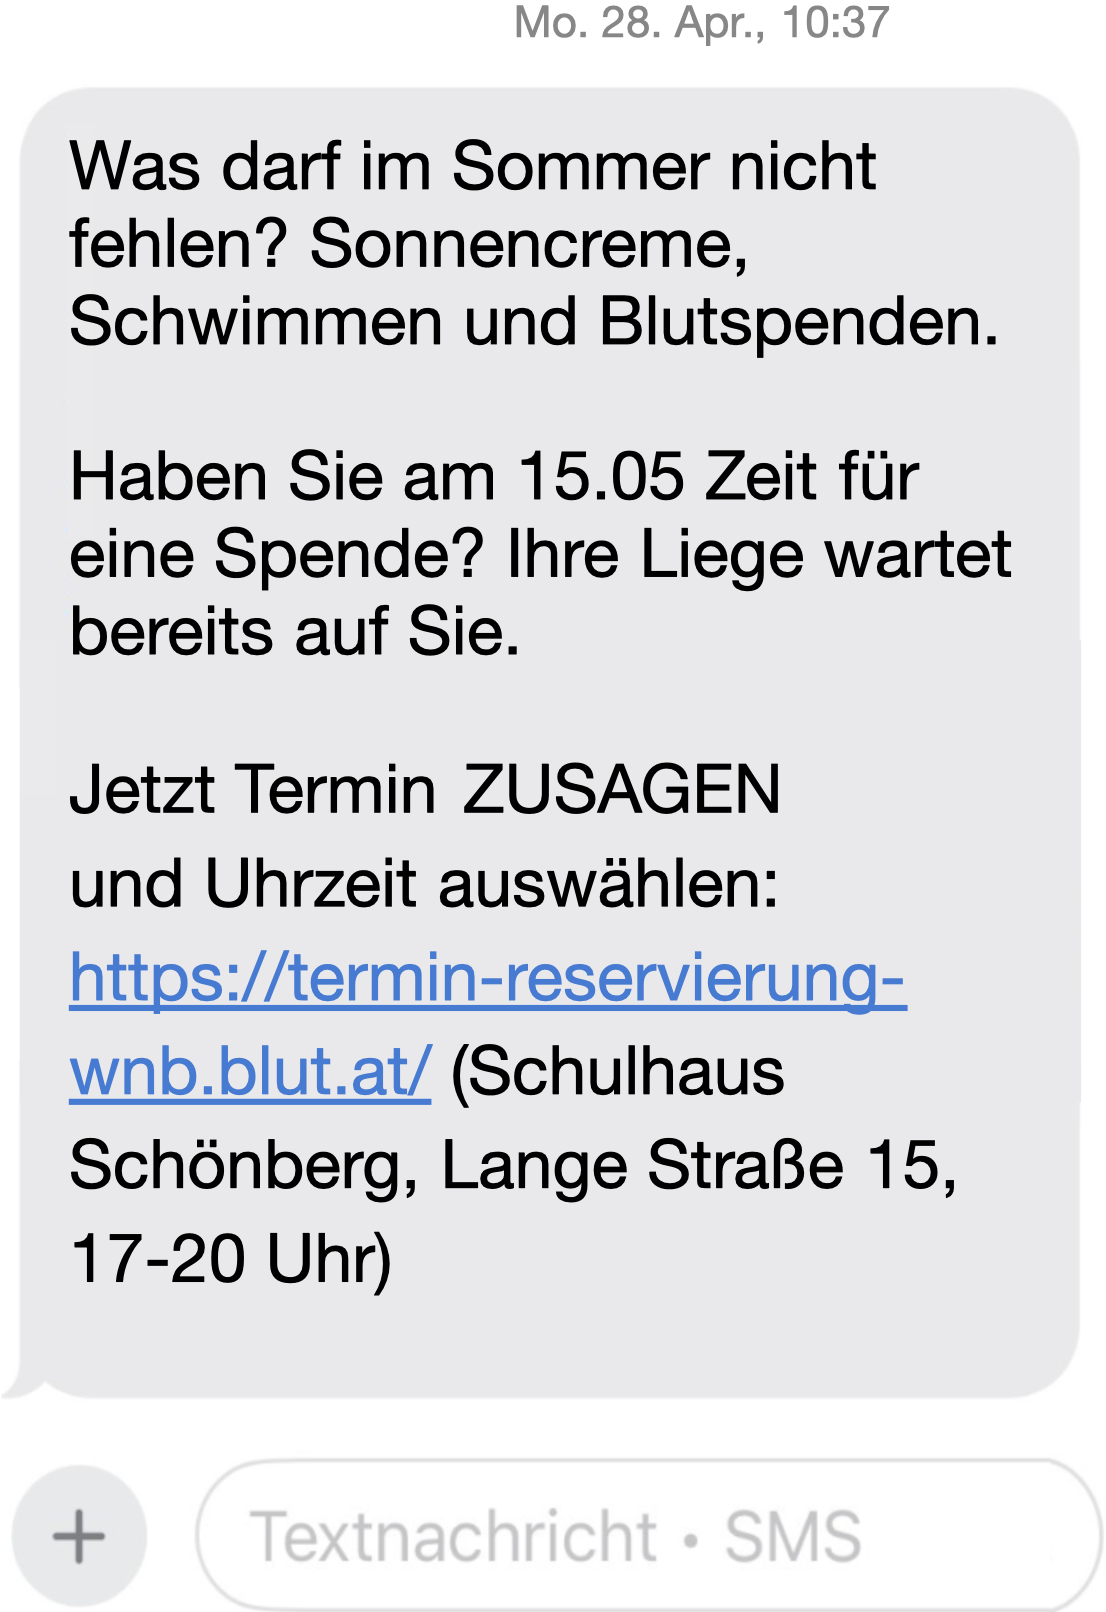 Mo. 28. Apr., 10:37
Was darf im Sommer nicht
fehlen? Sonnencreme,
Schwimmen und Blutspenden.
Haben Sie am 15.05 Zeit für
eine Spende? Ihre Liege wartet
bereits auf Sie.
Jetzt Termin ZUSAGEN
und Uhrzeit auswählen:
https://termin-reservierung-
wnb.blut.at/ (Schulhaus
Schönberg, Lange Straße 15,
17-20 Uhr)
Textnachricht • SMS